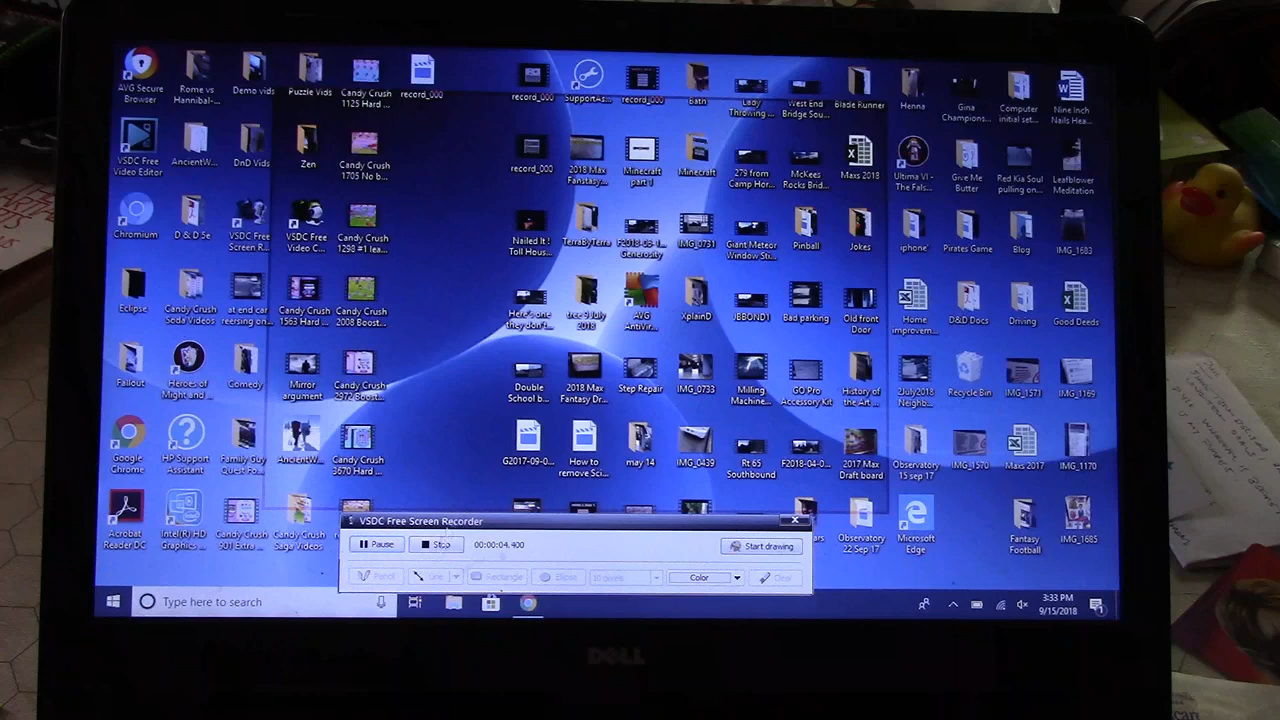 AVG Secure
Browser
Rome vs
Hannibal-...
Demo vids
Puzzle Vids
Candy Crush
1125 Hard ...
record_000
record_000
SupportAs...
record_000
Bath
Lady
Throwing ...
West End
Bridge Sou...
Blade Runner
Henna
Gina
Champions...
Computer
initial set...
Nine Inch
Nails Hea...
VSDC Free
Video Editor
AncientW...
DnD Vids
Zen
Candy Crush
1705 No b...
record_000
2018 Max
Fanstasy...
Minecraft
part 1
Minecraft
279 from
Camp Hor...
McKees
Rocks Brid...
Maxs 2018
Ultima VI -
The Fals...
Give Me
Butter
Red Kia Soul
pulling on...
Leafblower
Meditation
Chromium
D & D 5e
VSDC Free
Screen R...
VSDC Free
Video C...
Candy Crush
1298 #1 lea...
Nailed It !
Toll Hous...
TerraByTerra
F2018-03-1...
Generosity
IMG_0731
Giant Meteor
Window Sti...
Pinball
Jokes
iphone'
Pirates Game
Blog
IMG_1683
Eclipse
Candy Crush
Soda Videos
at end car
reersing on...
Candy Crush
1563 Hard ...
Candy Crush
2008 Boost...
Here's one
they don't...
tree 9 July
2018
AVG
AntiVir...
XplainD
JBBOND1
Bad parking
Old front
Door
Home
improvem...
D&D Docs
Driving
Good Deeds
Fallout
Heroes of
Might and...
Comedy
Mirror
argument
Candy Crush
2972 Boost...
Double
School b...
2018 Max
Fantasy Dr...
Step Repair
IMG_0733
Milling
Machine...
GO Pro
Accessory Kit
History of
the Art ...
2July2018
Neighb...
Recycle Bin
IMG_1571
IMG_1169
Google
Chrome
HP Support
Assistant
Family Guy
Quest Fo...
AncientW...
Candy Crush
3670 Hard ...
G2017-09-0...
How to
remove Sci...
may 14
IMG_0439
Rt 65
Southbound
F2018-04-0...
2017 Max
Draft board
Observatory
15 sep 17
IMG_1570
Maxs 2017
IMG_1170
Acrobat
Reader DC
Intel(R) HD
Graphics ...
Candy Crush
901 Extra ...
Candy Crush
Saga Videos
Observatory
22 Sep 17
Microsoft
Edge
Fantasy
Football
IMG_1685
VSDC Free Screen Recorder
Pause
Stop
00:00:04.400
Start drawing
Pencil
Line
Rectangle
Elipse
10 pixels
Color
Clear
Type here to search
3:33 PM
9/15/2018
DELL